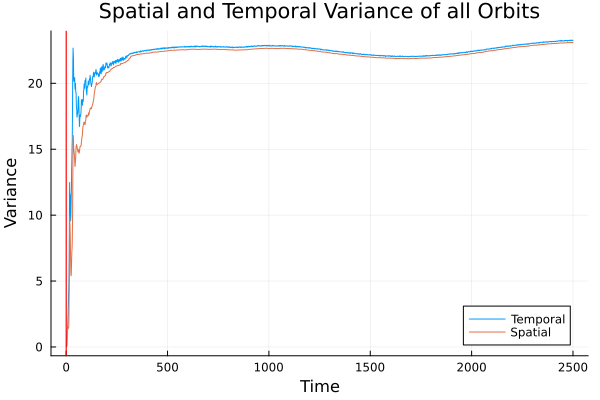 Spatial and Temporal Variance of all Orbits
Variance
20
15
10
5
0
Temporal
Spatial
0 500 1000 1500 2000 2500
Time